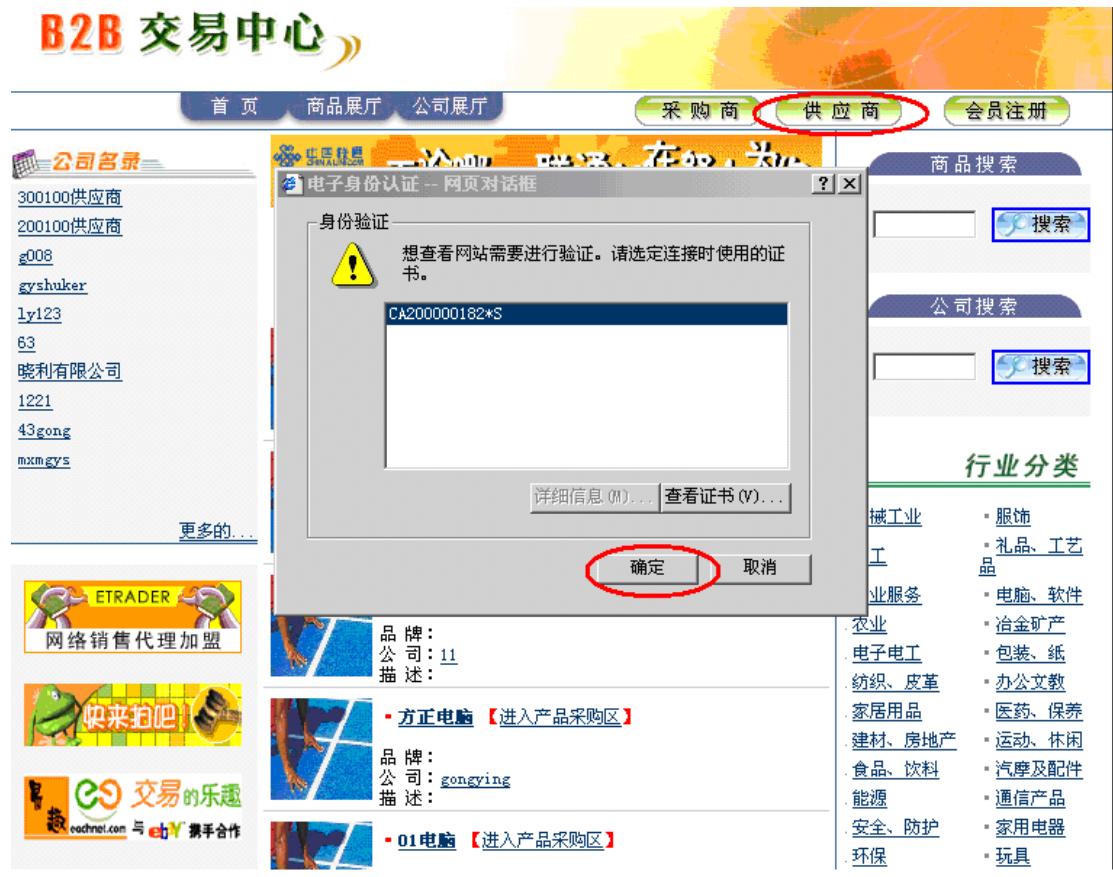 B2B 交易中心
首 页
商品展厅
公司展厅
采 购 商
供 应 商
会员注册
公司名录
300100供应商
200100供应商
g008
gyshuker
ly123
63
晓利有限公司
1221
43gong
mxmgys
更多的...
ETRADER
网络销售代理加盟
快来拍吧!
易趣
交易的乐趣
eachnet.com 与 ebY 携手合作
电子身份认证 -- 网页对话框
身份验证
想查看网站需要进行验证。请选定连接时使用的证
书。
CA200000182*S
详细信息(M)...
查看证书(V)...
确定
取消
品 牌：
公 司：11
描 述：
方正电脑 【进入产品采购区】
品 牌：
公 司：gongying
描 述：
01电脑 【进入产品采购区】
商品搜索
搜索
公司搜索
搜索
行业分类
械工业
服饰
工
礼品、工艺
品
业服务
电脑、软件
农业
冶金矿产
电子电工
包装、纸
纺织、皮革
办公文教
家居用品
医药、保养
建材、房地产
运动、休闲
食品、饮料
汽摩及配件
能源
通信产品
安全、防护
家用电器
环保
玩具